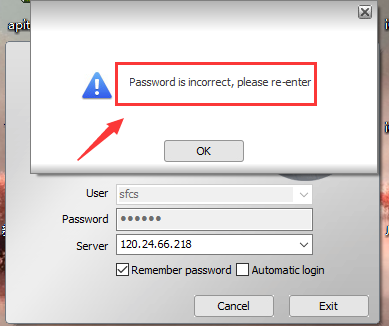 apit
Password is incorrect, please re-enter
OK
User
sfcs
Password
Server
120.24.66.218
Remember password
Automatic login
Cancel
Exit